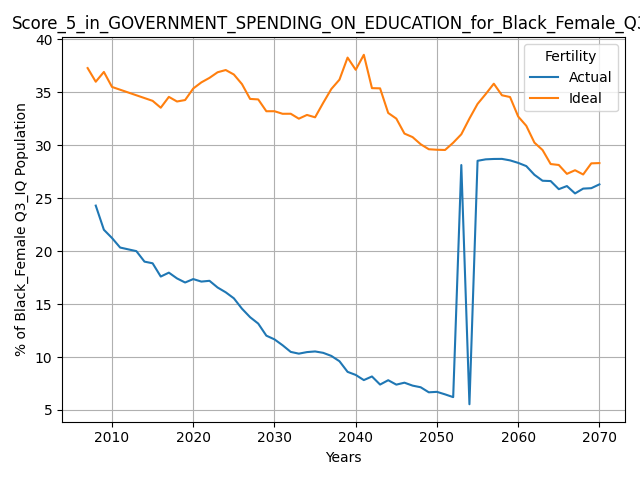 Score_5_in_GOVERNMENT_SPENDING_ON_EDUCATION_for_Black_Female_Q3
40
35
30
25
20
15
10
5
% of Black_Female Q3_IQ Population
Fertility
Actual
Ideal
2010 2020 2030 2040 2050 2060 2070
Years